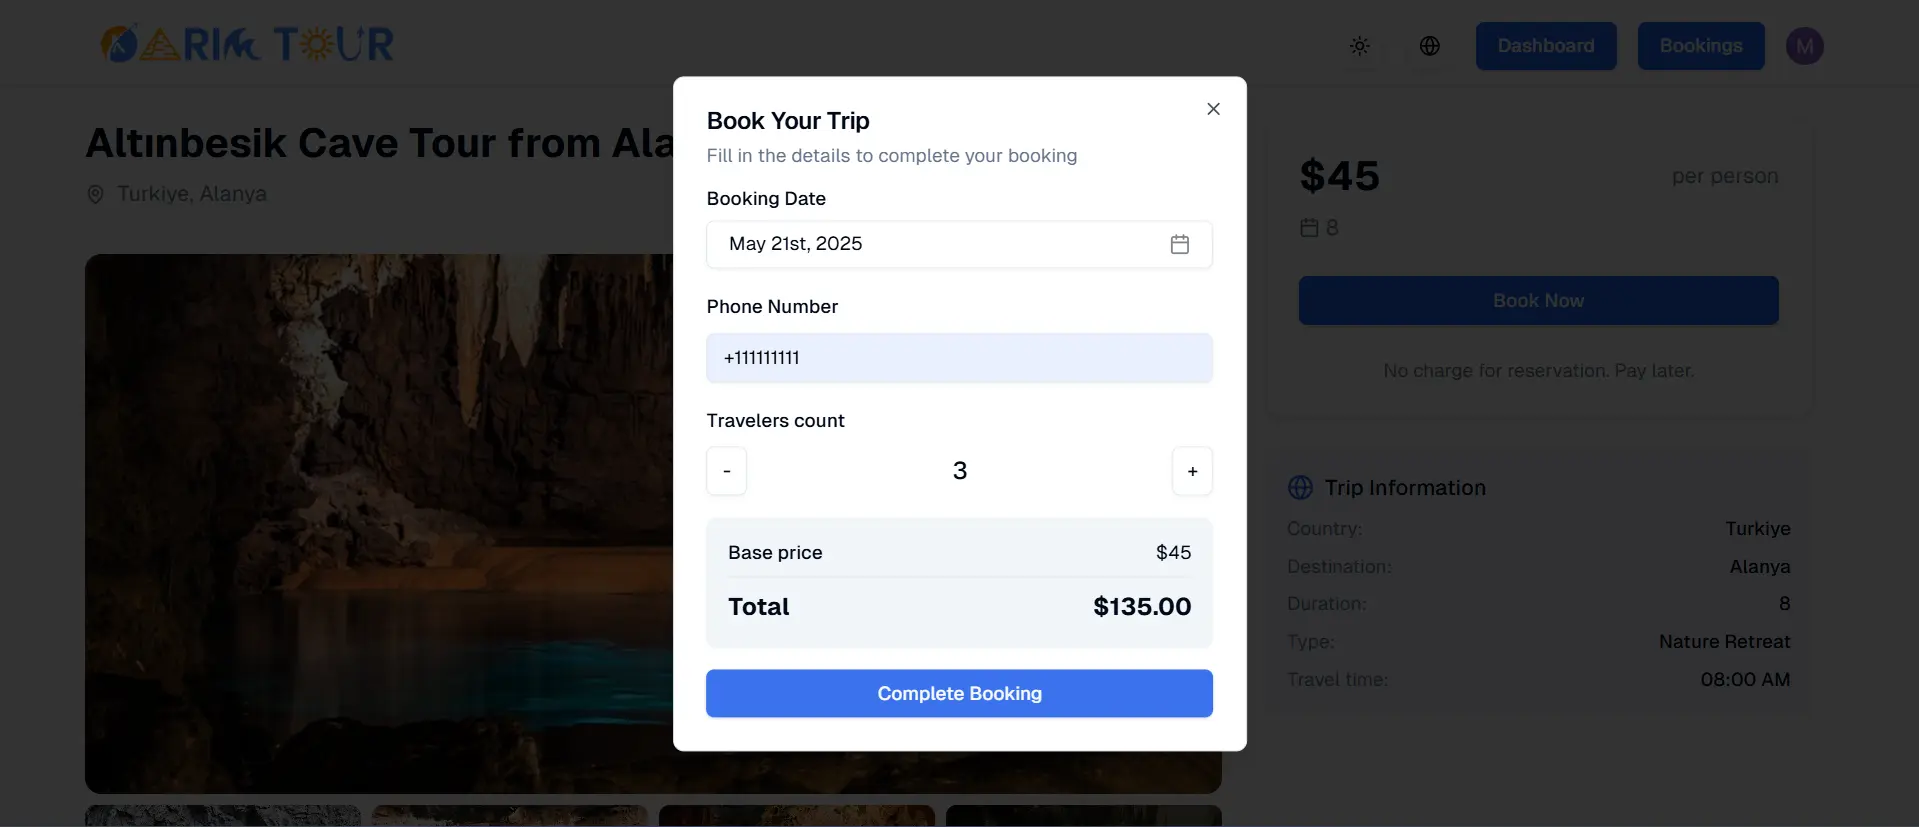 KARIM TOUR
Dashboard
Bookings
M
Altınbesik Cave Tour from Ala
Turkiye, Alanya
Book Your Trip
Fill in the details to complete your booking
Booking Date
May 21st, 2025
Phone Number
+111111111
Travelers count
-
3
+
Base price
$45
Total
$135.00
Complete Booking
$45
per person
8
Book Now
No charge for reservation. Pay later.
Trip Information
Country:
Turkiye
Destination:
Alanya
Duration:
8
Type:
Nature Retreat
Travel time:
08:00 AM